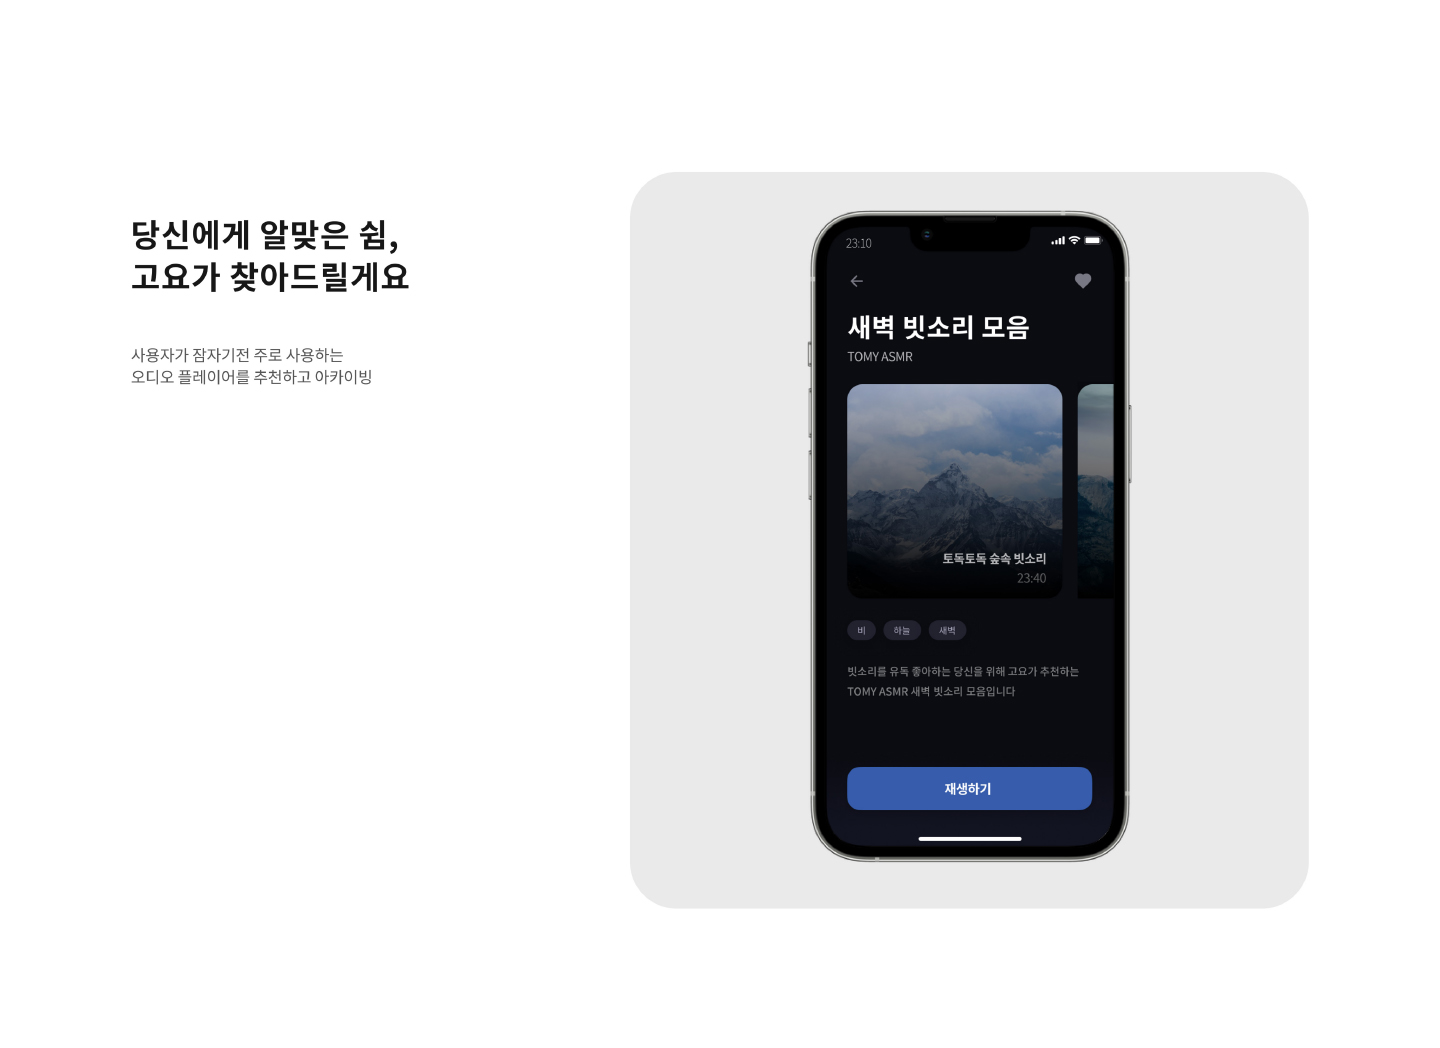 당신에게 알맞은 쉼,
고요가 찾아드릴게요
사용자가 잠자기전 주로 사용하는
오디오 플레이어를 추천하고 아카이빙
23:10
새벽 빗소리 모음
TOMY ASMR
토독토독 숲속 빗소리
23:40
비 하늘 새벽
빗소리를 유독 좋아하는 당신을 위해 고요가 추천하는
TOMY ASMR 새벽 빗소리 모음입니다
재생하기